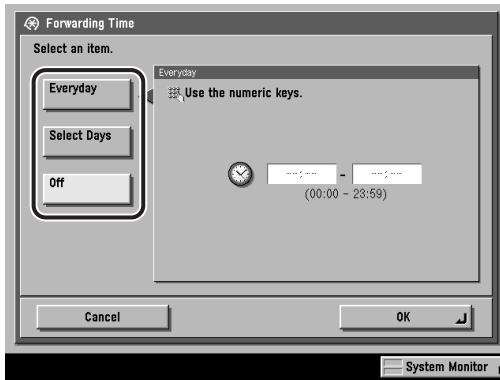 Forwarding Time
Select an item.
Everyday
Everyday
Use the numeric keys.
Select Days
Off
--:-- - --:--
(00:00 - 23:59)
Cancel
OK
System Monitor